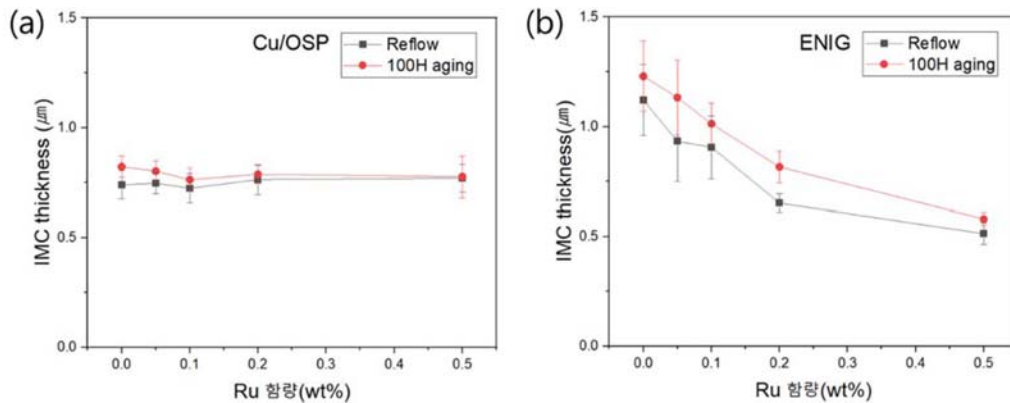 (a)
1.5
1.0
0.5
0.0
IMC thickness (㎛)
Cu/OSP
Reflow
100H aging
0.0 0.1 0.2 0.3 0.4 0.5
Ru 함량(wt%)
(b)
1.5
1.0
0.5
0.0
IMC thickness(㎛)
ENIG
Reflow
100H aging
0.0 0.1 0.2 0.3 0.4 0.5
Ru 함량(wt%)